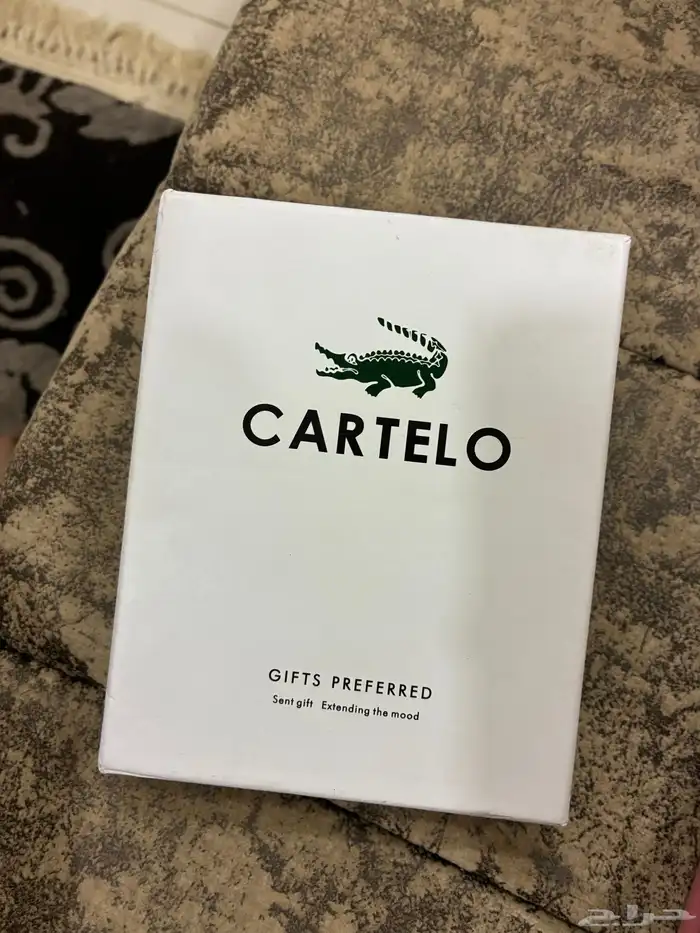 CARTELO
GIFTS PREFERRED
Sent gift Extending the mood
حراج